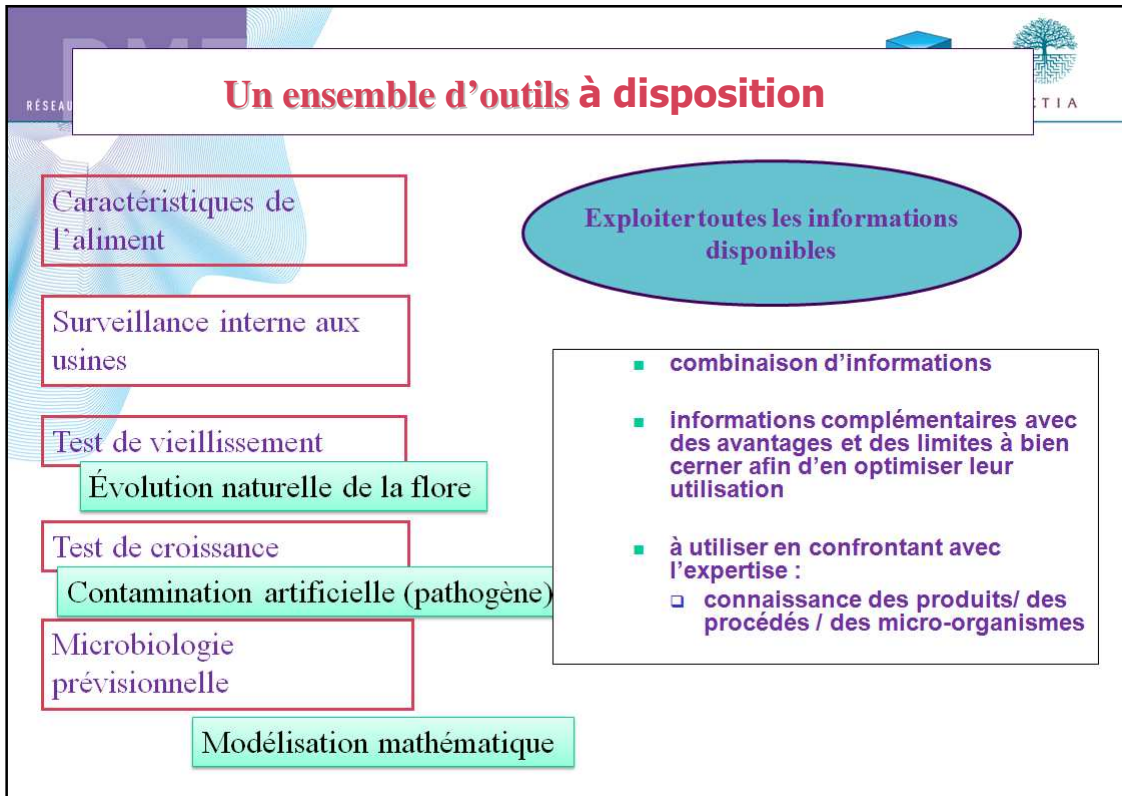 Un ensemble d’outils à disposition
RÉSEAU
CTIA
Caractéristiques de
l’aliment
Surveillance interne aux
usines
Test de vieillissement
Évolution naturelle de la flore
Test de croissance
Contamination artificielle (pathogène)
Microbiologie
prévisionnelle
Modélisation mathématique
Exploiter toutes les informations
disponibles
combinaison d’informations
informations complémentaires avec
des avantages et des limites à bien
cerner afin d’en optimiser leur
utilisation
à utiliser en confrontant avec
l’expertise :
connaissance des produits/ des
procédés / des micro-organismes